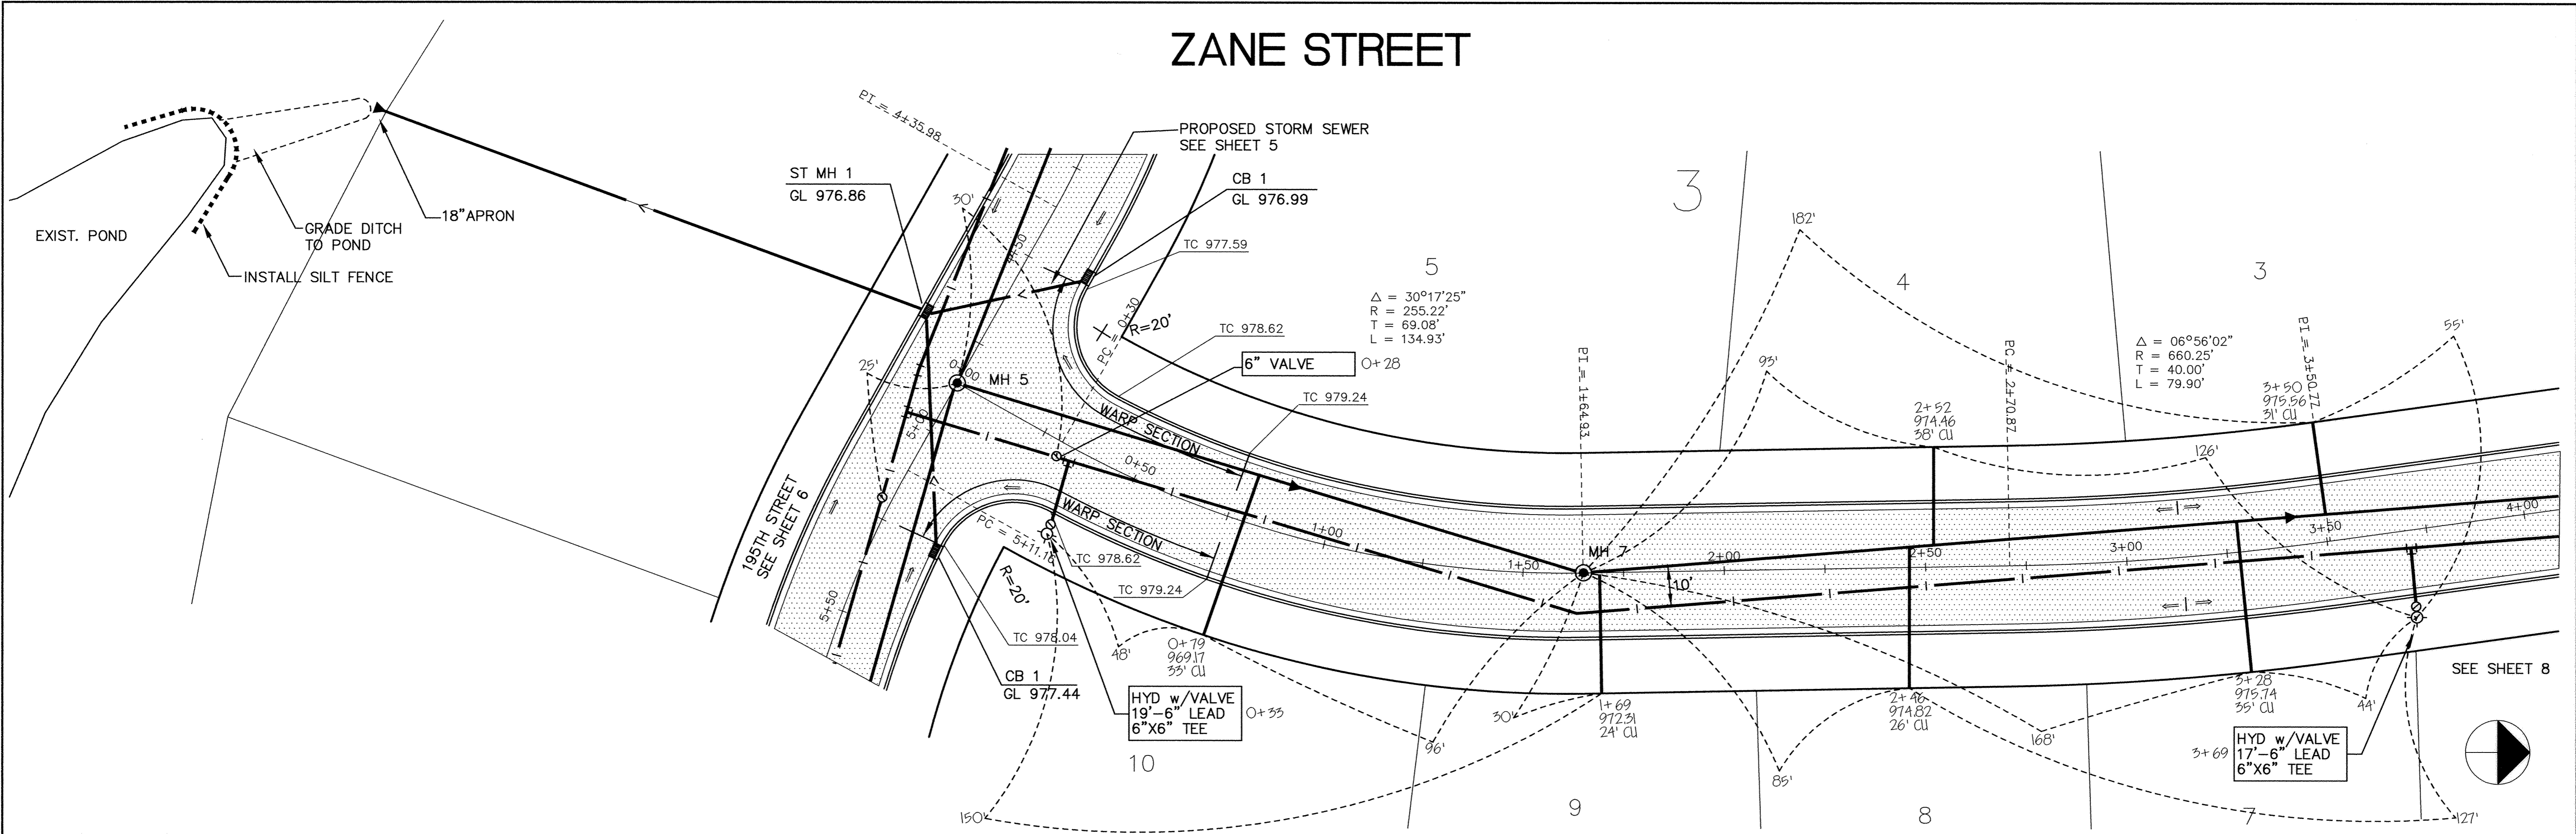 ZANE STREET
PI = 4+35.98
PROPOSED STORM SEWER
SEE SHEET 5
ST MH 1
GL 976.86
CB 1
GL 976.99
30'
18"APRON
GRADE DITCH
TO POND
EXIST. POND
INSTALL SILT FENCE
4+50
TC 977.59
3
182'
5
4
3
Δ = 30°17'25"
R = 255.22'
T = 69.08'
L = 134.93'
PC = 0+30
R=20'
TC 978.62
6" VALVE
0+28
PI = 1+64.93
93'
PC = 2+70.87
Δ = 06°56'02"
R = 660.25'
T = 40.00'
L = 79.90'
PI = 3+50.77
55'
3+50
975.56
31' CU
25'
0+00
MH 5
TC 979.24
WARP SECTION
2+52
974.46
38' CU
126'
5+00
0+50
195TH STREET
SEE SHEET 6
WARP SECTION
PC = 5+11.16
1+00
1+50
MH 7
2+00
2+50
3+00
3+50
4+00
10'
TC 978.62
TC 979.24
R=20'
5+50
TC 978.04
48'
0+79
969.17
33' CU
CB 1
GL 977.44
HYD w/VALVE
19'-6" LEAD
6"X6" TEE
0+33
96'
30'
1+69
972.31
24' CU
2+46
974.82
26' CU
168'
3+28
975.74
35' CU
44'
SEE SHEET 8
HYD w/VALVE
17'-6" LEAD
6"X6" TEE
3+69
10
85'
150'
9
8
7
127'